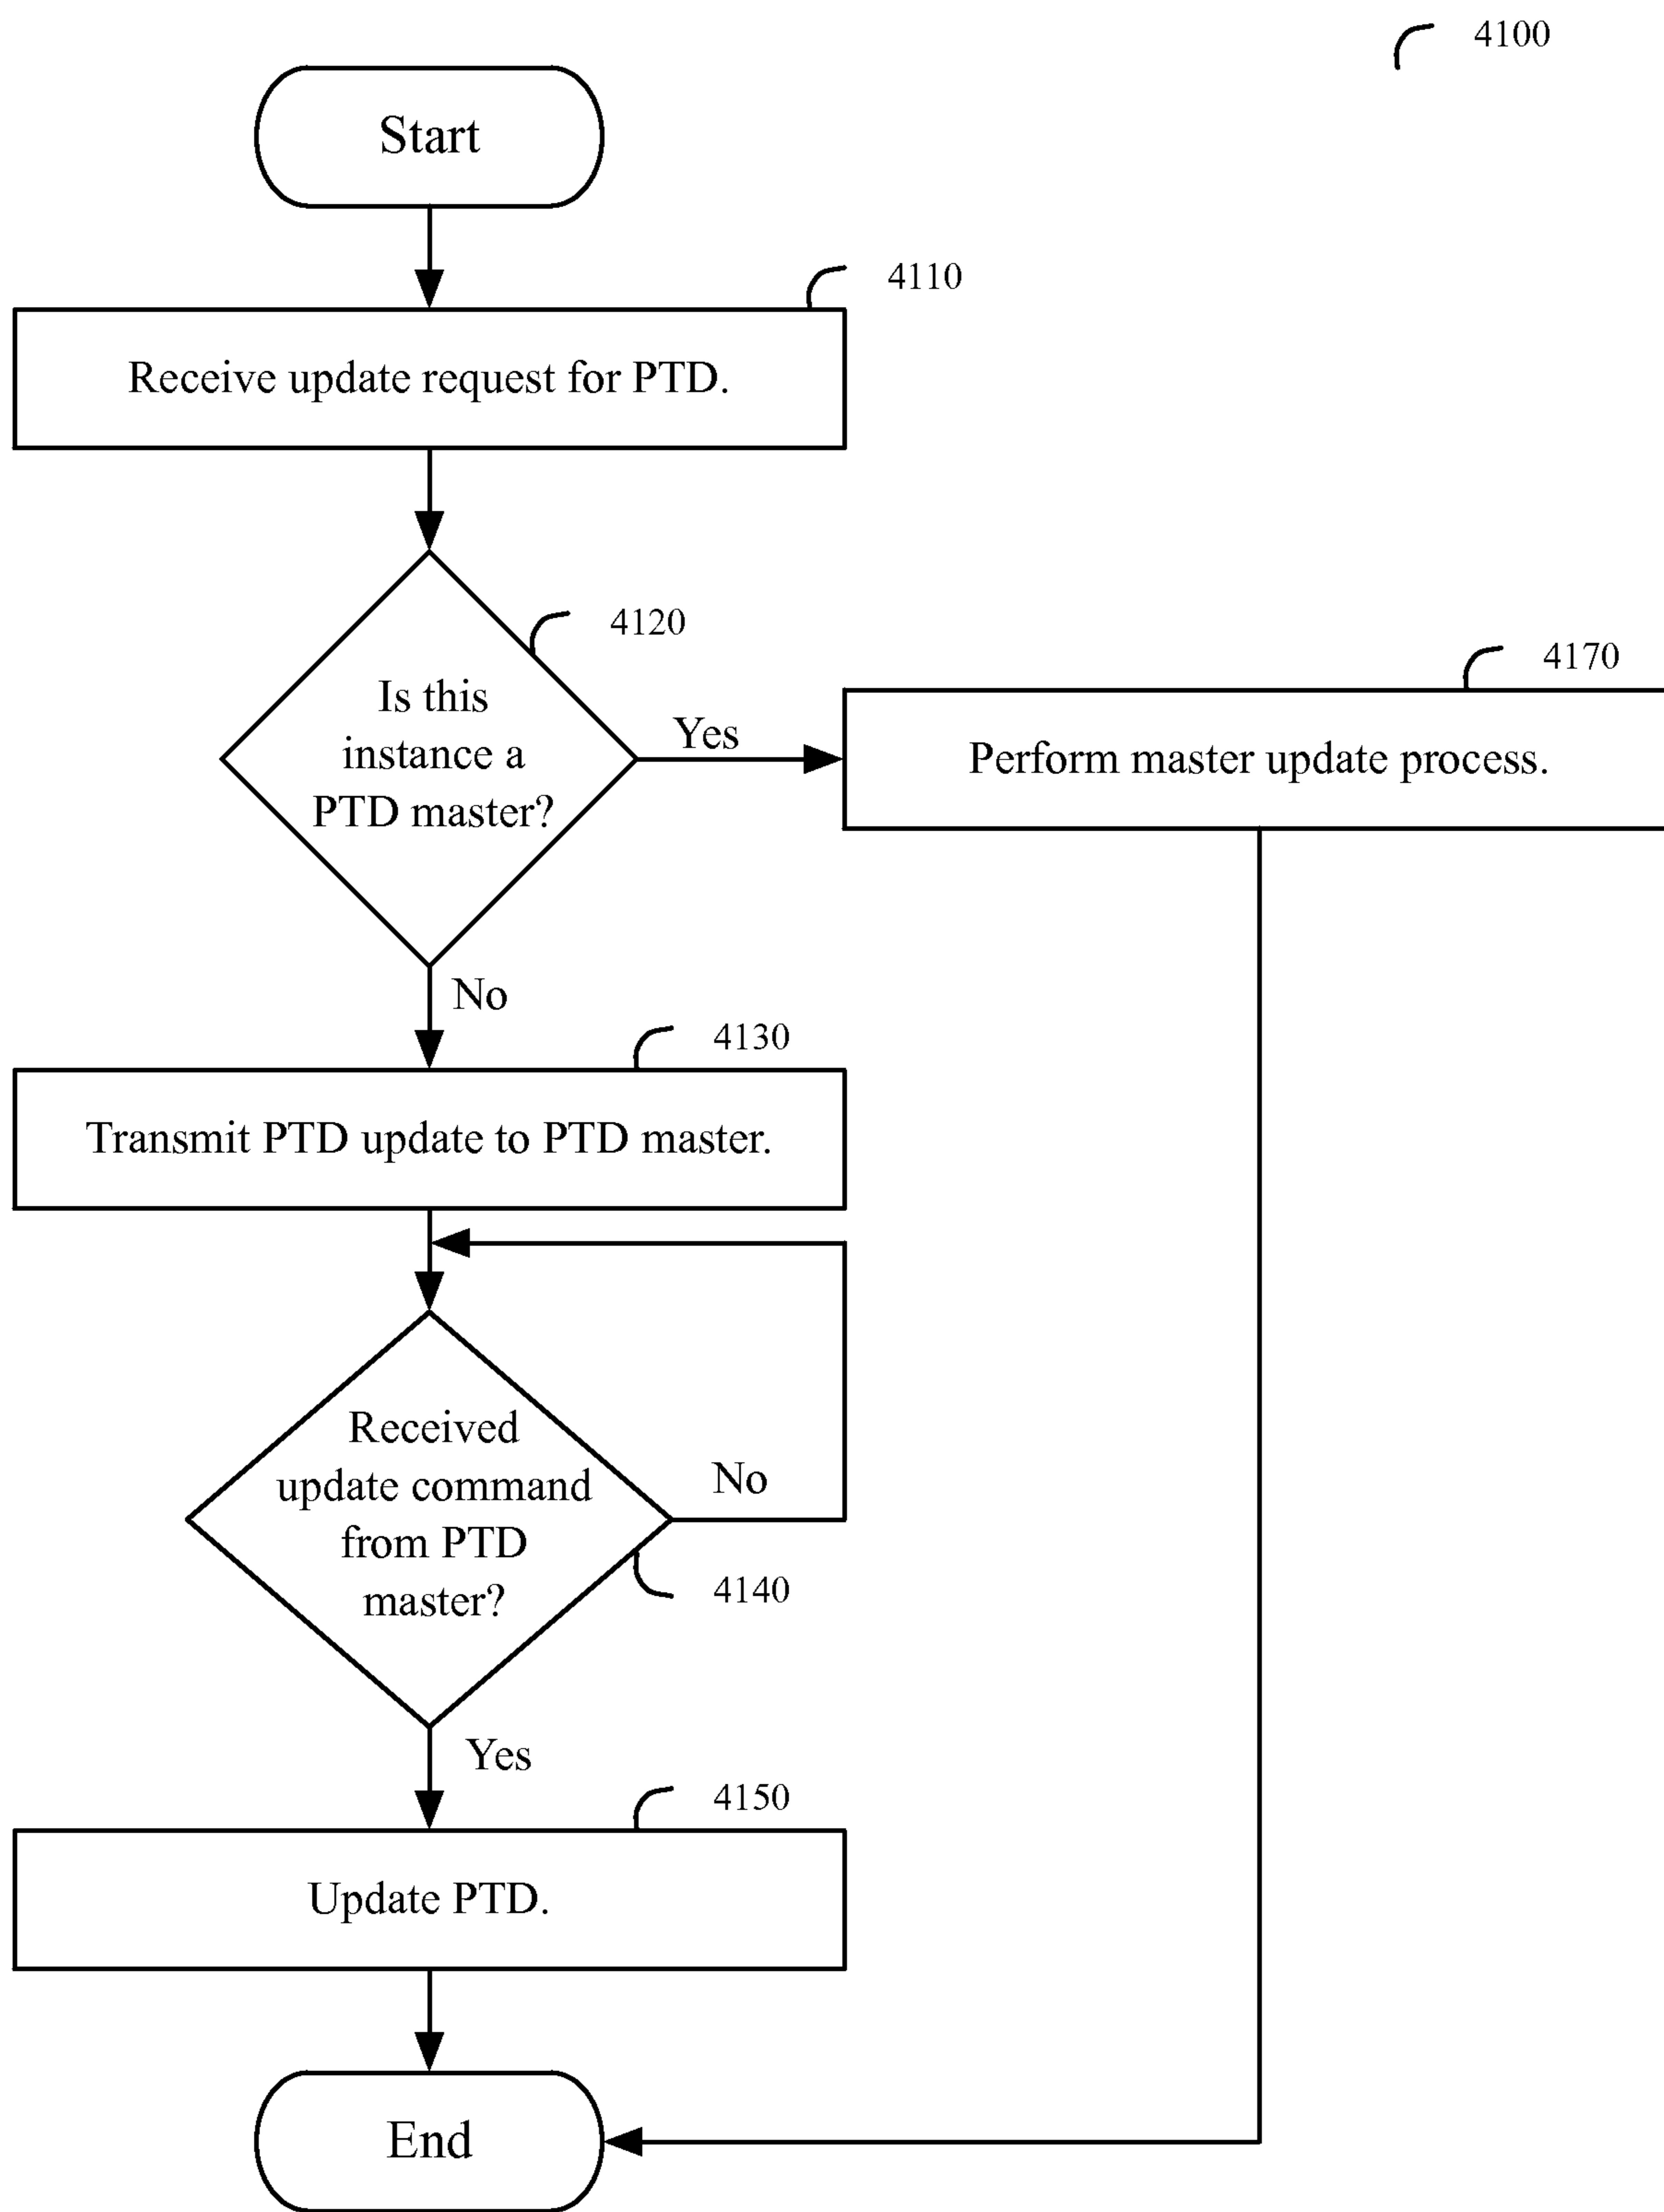 4100
Start
4110
Receive update request for PTD.
4120
Is this
instance a
PTD master?
Yes
4170
Perform master update process.
No
4130
Transmit PTD update to PTD master.
Received
update command
from PTD
master?
No
4140
Yes
4150
Update PTD.
End